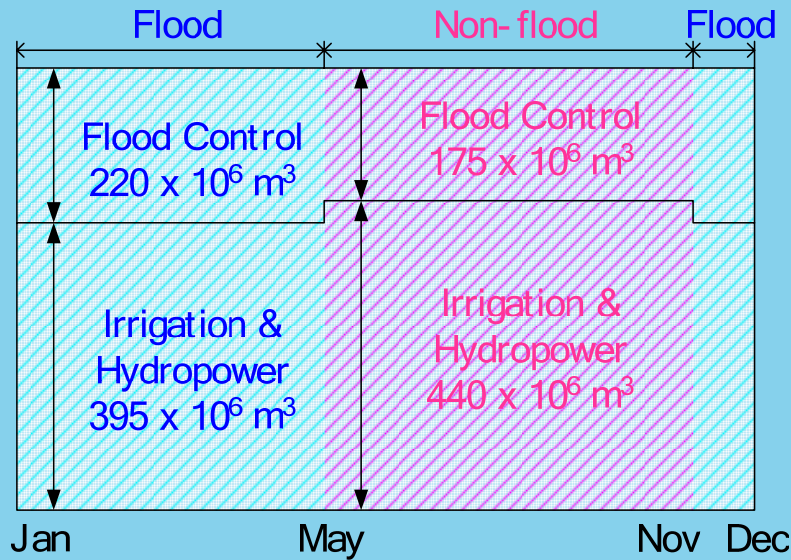 Flood
Non-flood
Flood
Flood Control
220 x 10⁶ m³
Flood Control
175 x 10⁶ m³
Irrigation &
Hydropower
395 x 10⁶ m³
Irrigation &
Hydropower
440 x 10⁶ m³
Jan
May
Nov
Dec